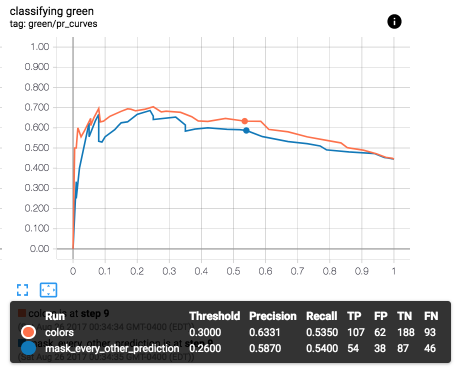 classifying green
tag: green/pr_curves
1.00
0.900
0.800
0.700
0.600
0.500
0.400
0.300
0.200
0.100
0.00
0 0.1 0.2 0.3 0.4 0.5 0.6 0.7 0.8 0.9 1
Run Threshold Precision Recall TP FP TN FN
colors 0.3000 0.6331 0.5350 107 62 188 93
mask_every_other_prediction 0.2600 0.5870 0.5400 54 38 87 46